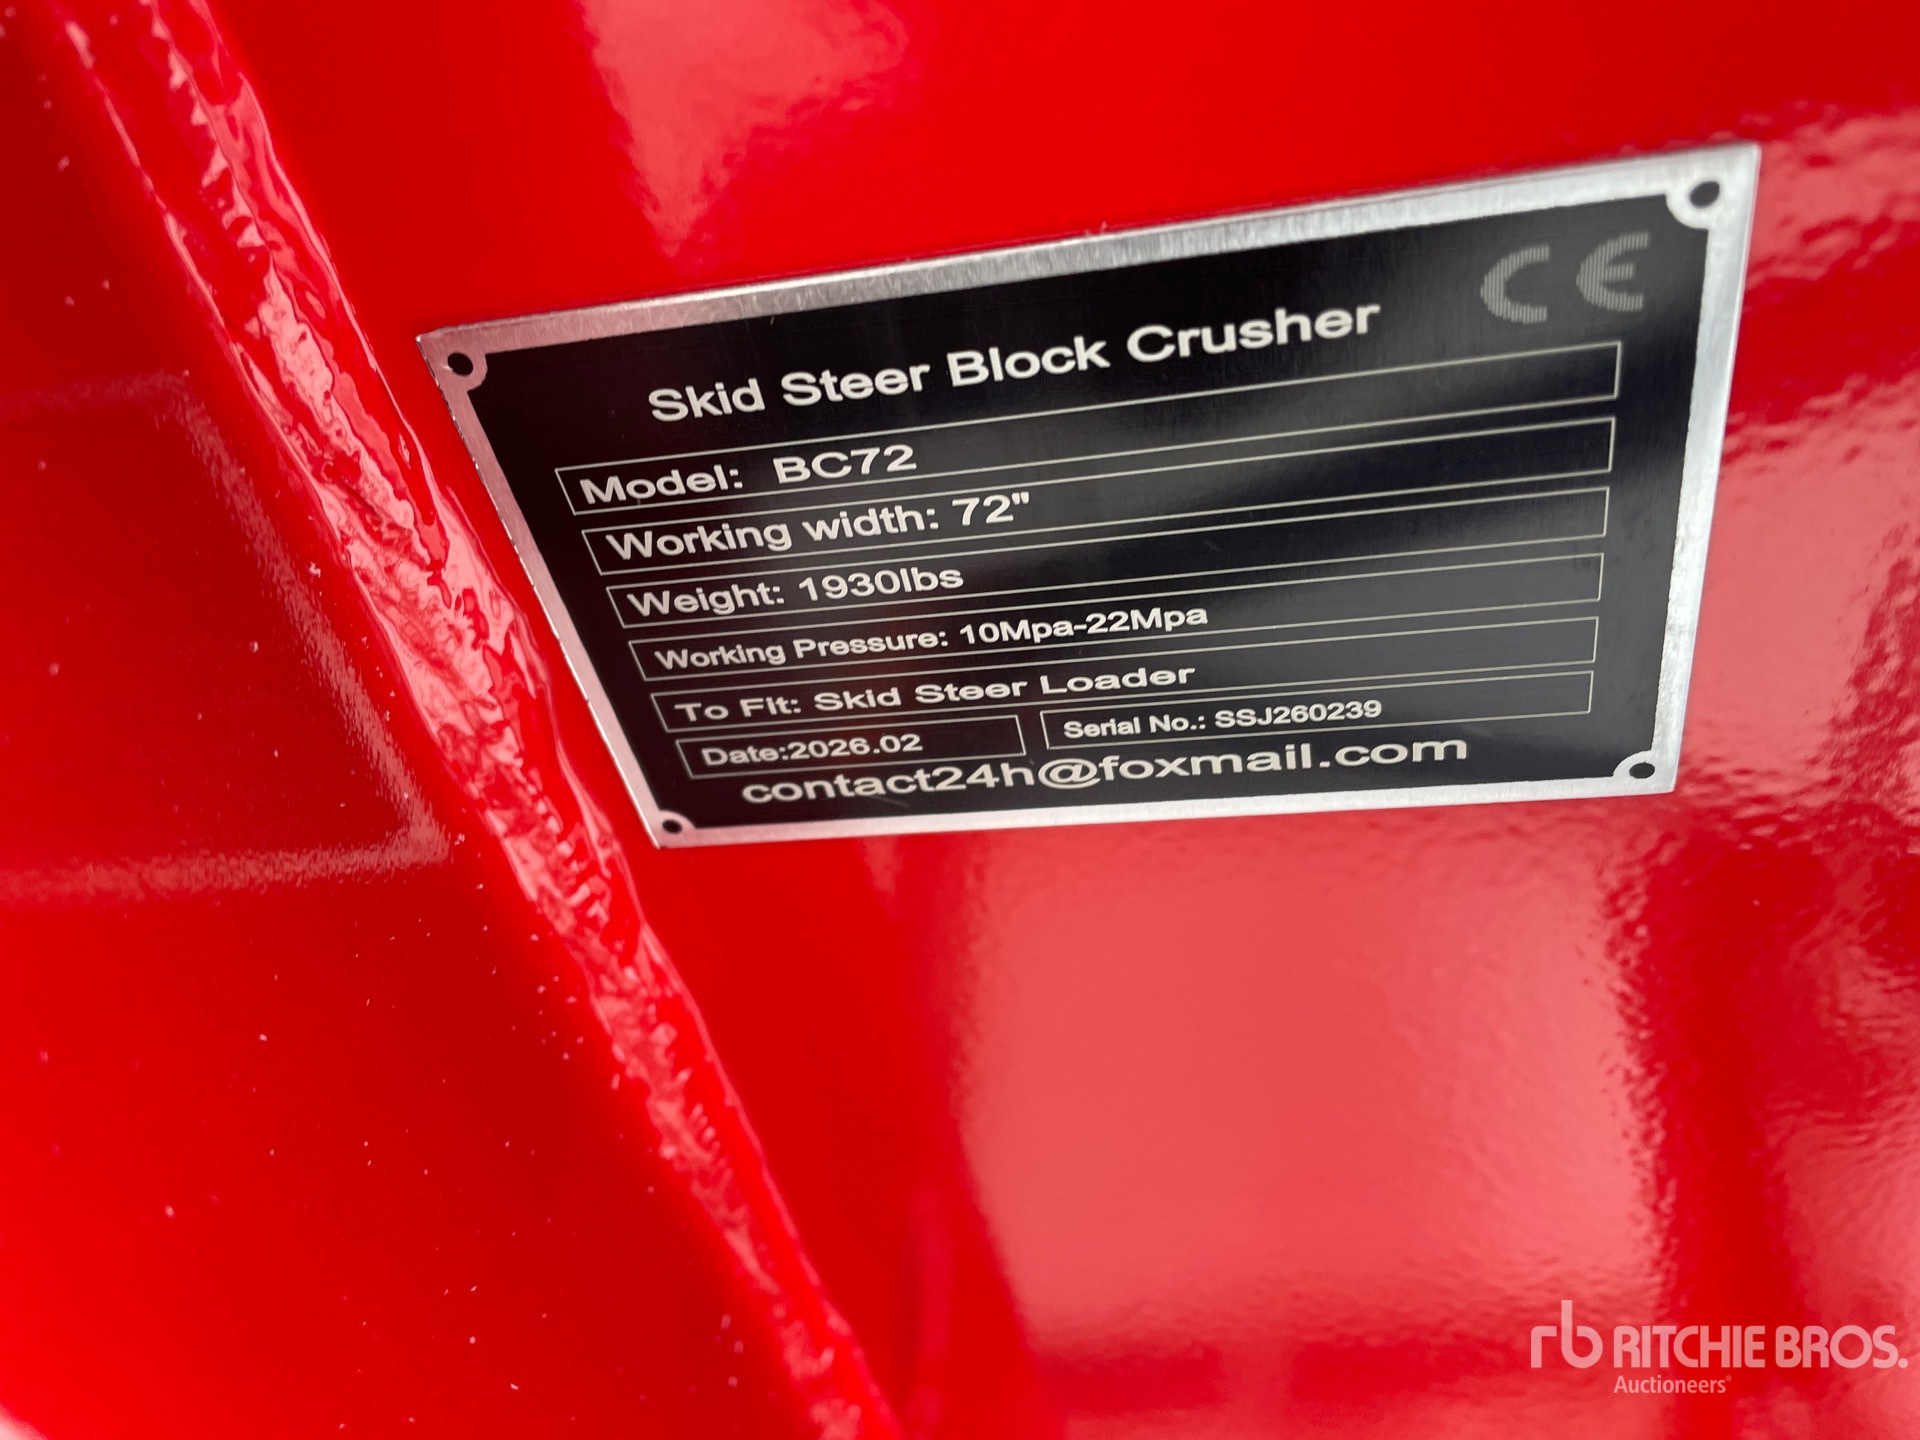 CE
Skid Steer Block Crusher
Model: BC72
Working width: 72"
Weight: 1930lbs
Working Pressure: 10Mpa-22Mpa
To Fit: Skid Steer Loader
Date:2026.02 Serial No.: SSJ260239
contact24h@foxmail.com
rb RITCHIE BROS.
Auctioneers®